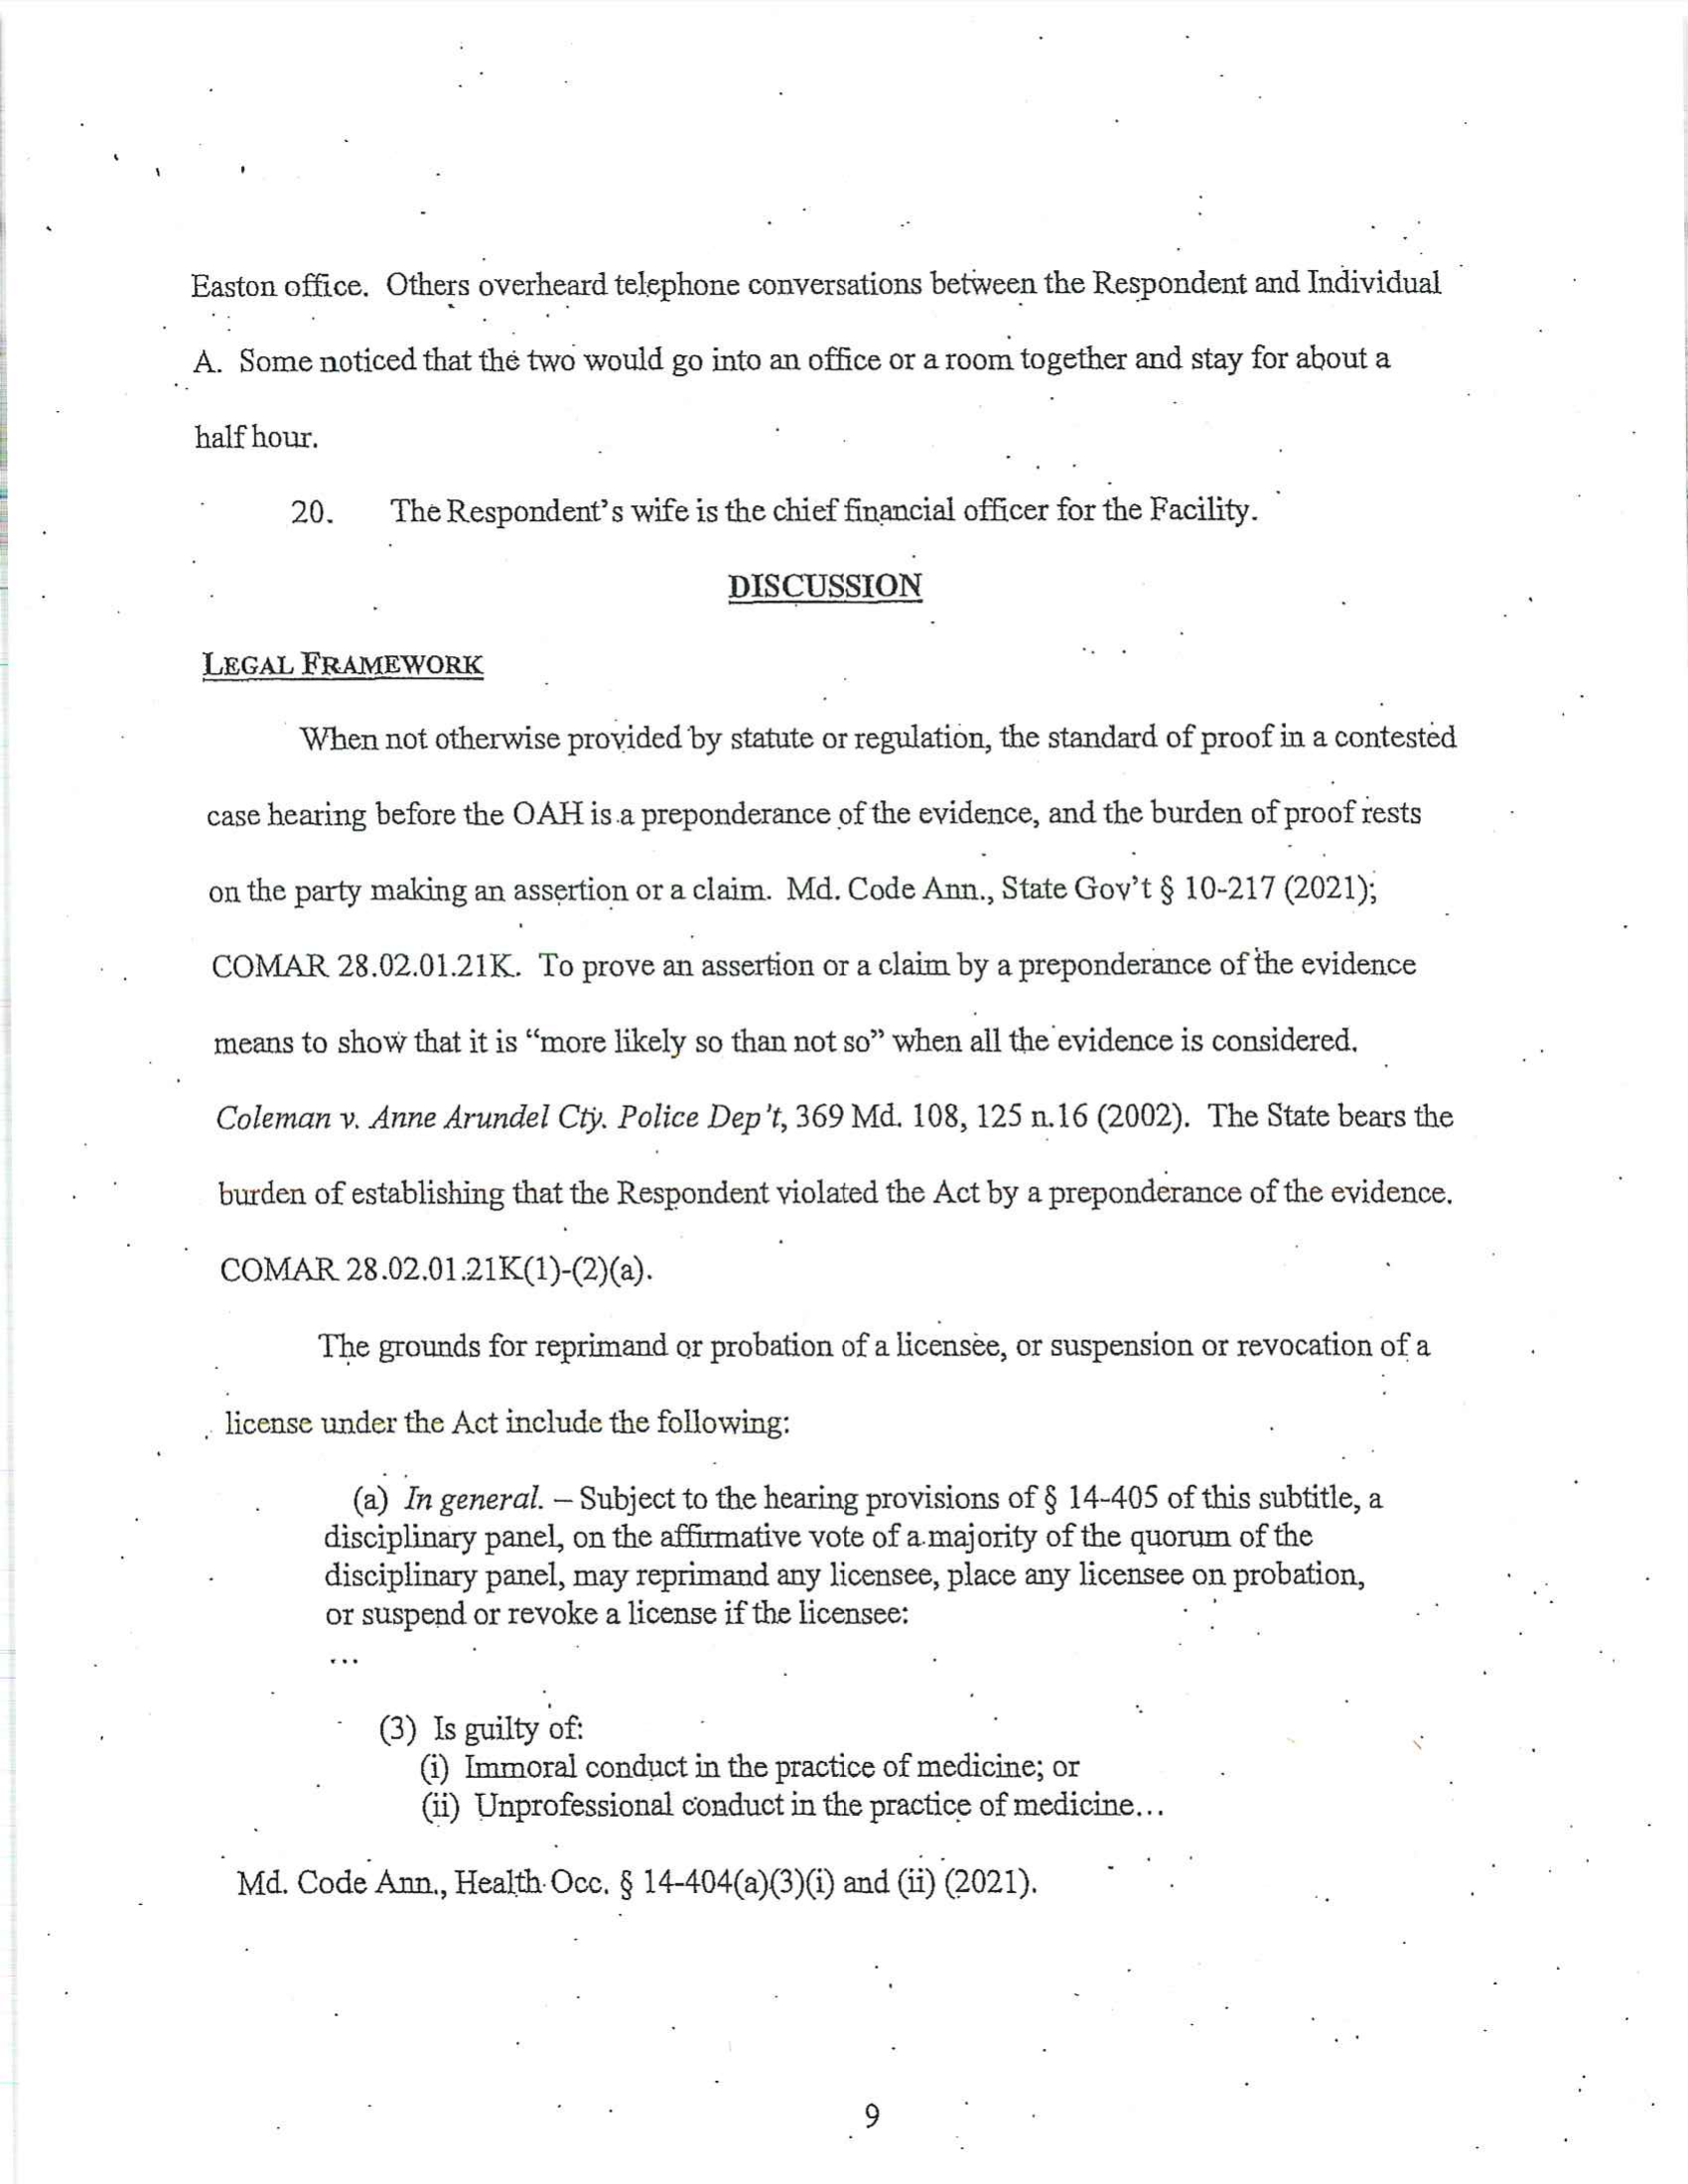 Easton office. Others overheard telephone conversations between the Respondent and Individual
A. Some noticed that the two would go into an office or a room together and stay for about a
half hour.
20. The Respondent's wife is the chief financial officer for the Facility.
DISCUSSION
LEGAL FRAMEWORK
When not otherwise provided by statute or regulation, the standard of proof in a contested
case hearing before the OAH is a preponderance of the evidence, and the burden of proof rests
on the party making an assertion or a claim. Md. Code Ann., State Gov't § 10-217 (2021);
COMAR 28.02.01.21K. To prove an assertion or a claim by a preponderance of the evidence
means to show that it is “more likely so than not so” when all the evidence is considered.
Coleman v. Anne Arundel Cty. Police Dep't, 369 Md. 108, 125 n.16 (2002). The State bears the
burden of establishing that the Respondent violated the Act by a preponderance of the evidence.
COMAR 28.02.01.21K(1)-(2)(a).
The grounds for reprimand or probation of a licensee, or suspension or revocation of a
license under the Act include the following:
(a) In general. – Subject to the hearing provisions of § 14-405 of this subtitle, a
disciplinary panel, on the affirmative vote of a majority of the quorum of the
disciplinary panel, may reprimand any licensee, place any licensee on probation,
or suspend or revoke a license if the licensee:
...
(3) Is guilty of:
(i) Immoral conduct in the practice of medicine; or
(ii) Unprofessional conduct in the practice of medicine...
Md. Code Ann., Health Occ. § 14-404(a)(3)(i) and (ii) (2021).
9